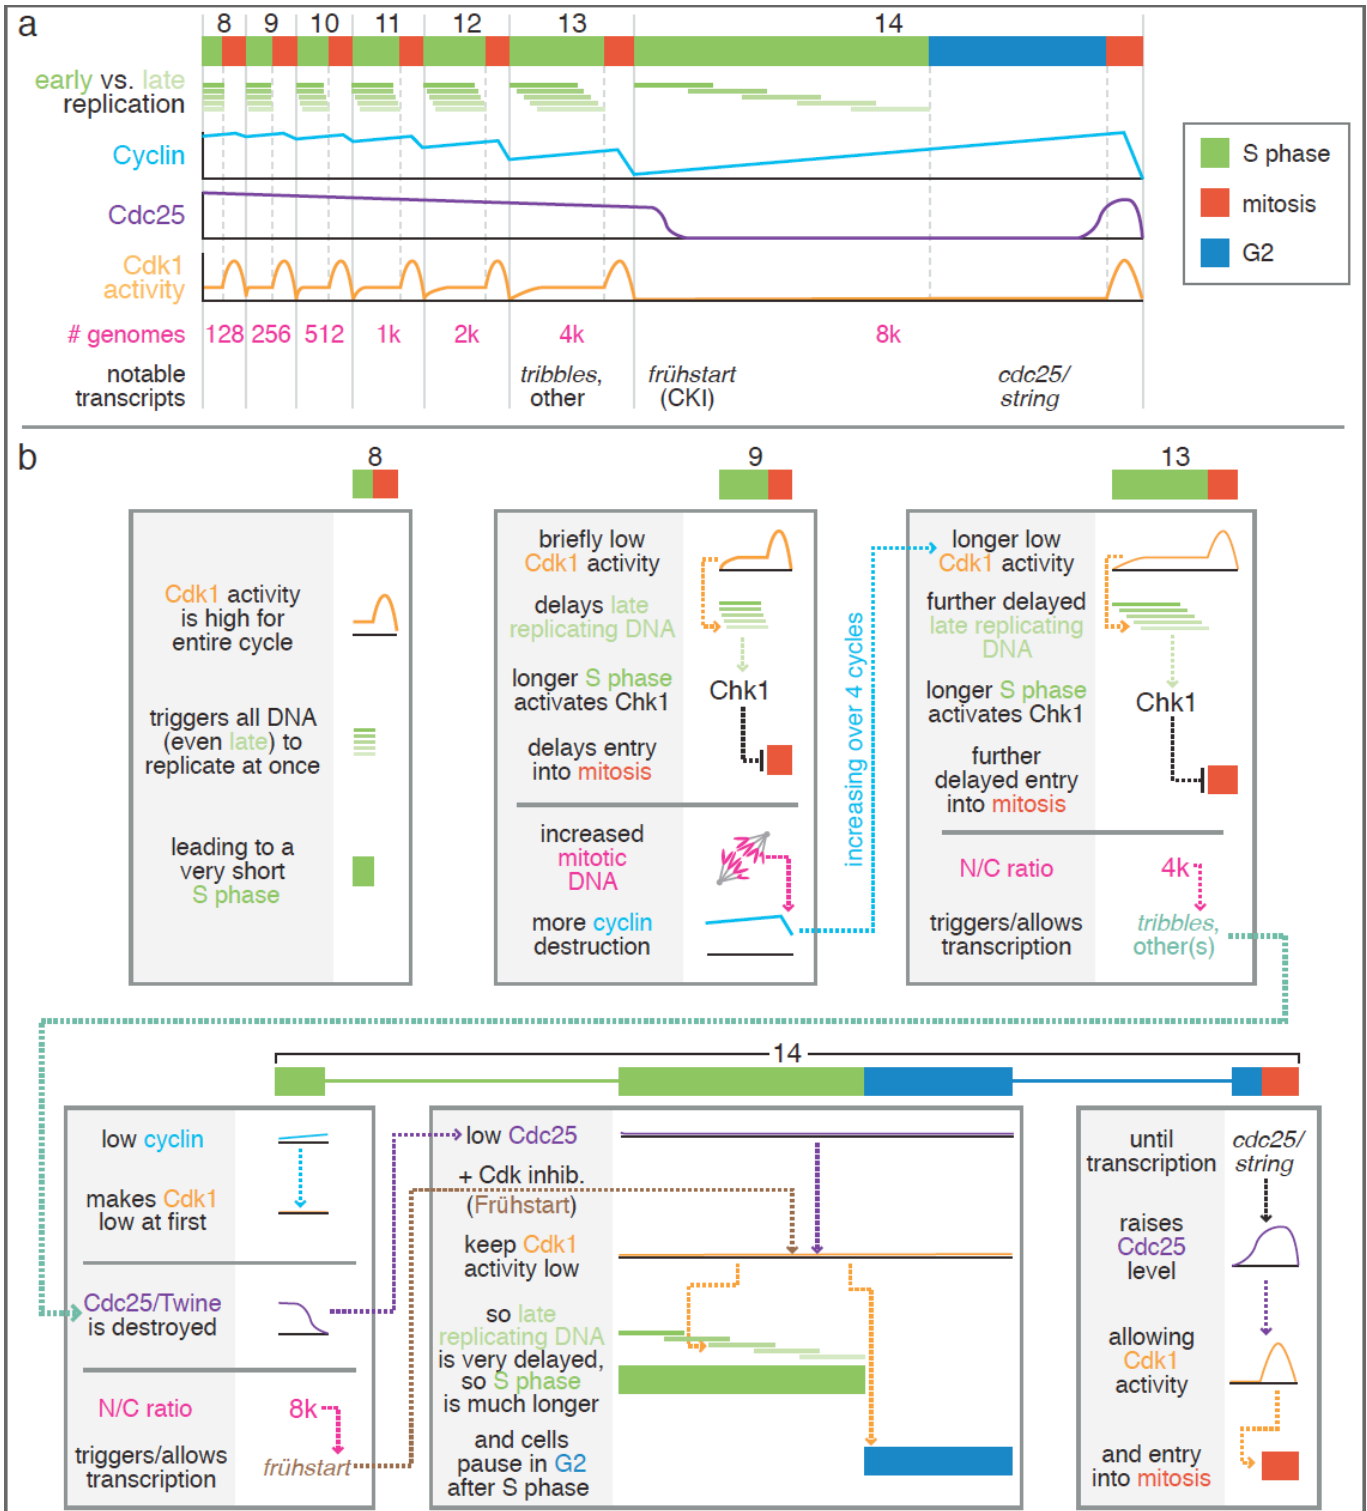 a
8 9 10 11 12 13 14
early vs. late
replication
Cyclin
Cdc25
Cdk1
activity
# genomes 128 256 512 1k 2k 4k 8k
notable
transcripts
tribbles,
other
frühstart
(CKI)
cdc25/
string
S phase
mitosis
G2
b
8
Cdk1 activity
is high for
entire cycle
triggers all DNA
(even late) to
replicate at once
leading to a
very short
S phase
9
briefly low
Cdk1 activity
delays late
replicating DNA
longer S phase
activates Chk1
Chk1
delays entry
into mitosis
increased
mitotic
DNA
more cyclin
destruction
increasing over 4 cycles
13
longer low
Cdk1 activity
further delayed
late replicating
DNA
longer S phase
activates Chk1
Chk1
further
delayed entry
into mitosis
N/C ratio
4k
triggers/allows
transcription
tribbles,
other(s)
14
low cyclin
makes Cdk1
low at first
Cdc25/Twine
is destroyed
N/C ratio
8k
triggers/allows
transcription
frühstart
low Cdc25
+ Cdk inhib.
(Frühstart)
keep Cdk1
activity low
so late
replicating DNA
is very delayed,
so S phase
is much longer
and cells
pause in G2
after S phase
until
transcription
cdc25/
string
raises
Cdc25
level
allowing
Cdk1
activity
and entry
into mitosis